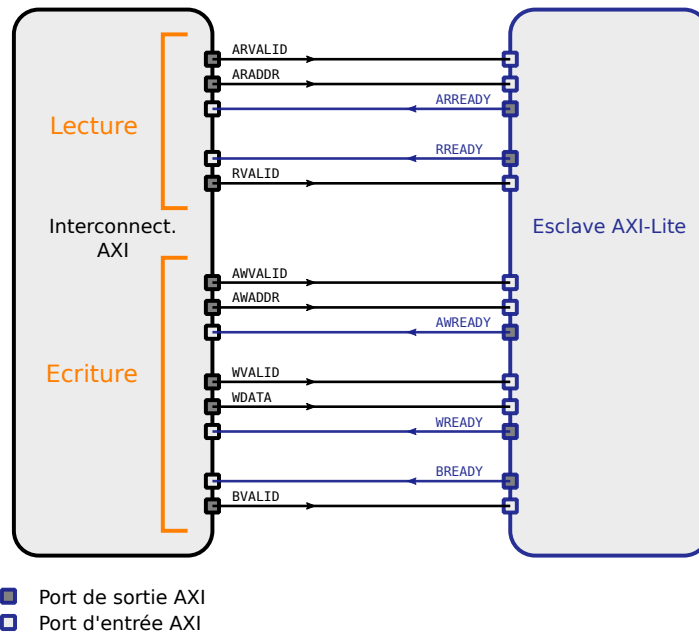 ARVALID
ARADDR
ARREADY
Lecture
RREADY
RVALID
Interconnect.
AXI
Esclave AXI-Lite
AWVALID
AWADDR
AWREADY
Ecriture
WVALID
WDATA
WREADY
BREADY
BVALID
Port de sortie AXI
Port d'entrée AXI